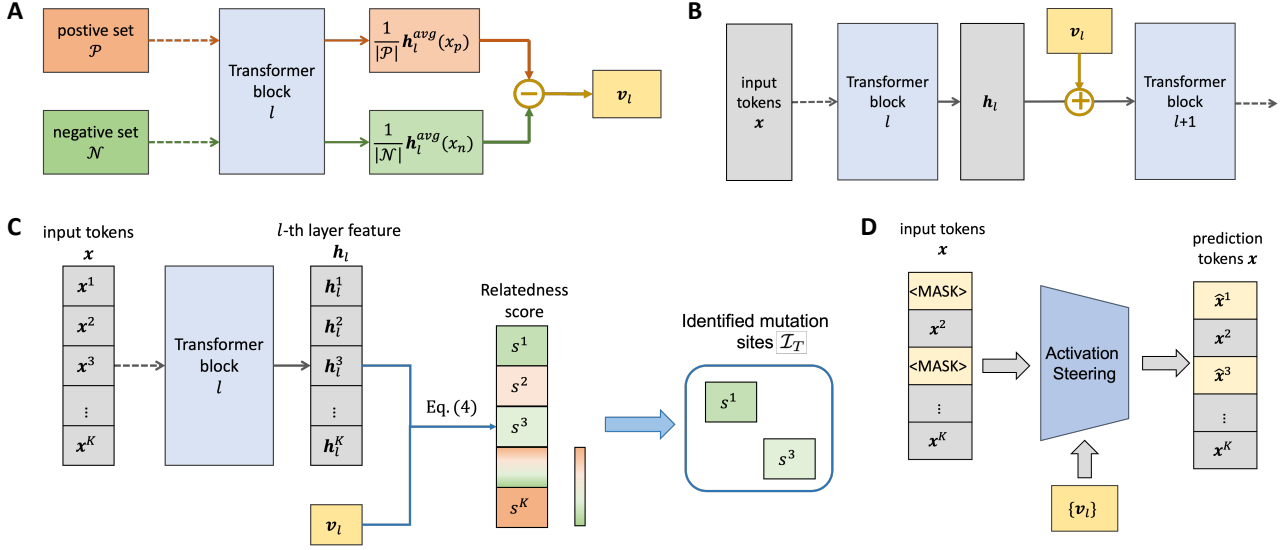 A
postive set
𝒫
negative set
𝒩
Transformer
block
l
1/|𝒫| h_l^{avg}(x_p)
1/|𝒩| h_l^{avg}(x_n)
−
v_l
B
input
tokens
x
Transformer
block
l
h_l
v_l
+
Transformer
block
l+1
C
input tokens
x
x^1
x^2
x^3
⋮
x^K
Transformer
block
l
l-th layer feature
h_l
h_l^1
h_l^2
h_l^3
⋮
h_l^K
v_l
Eq. (4)
Relatedness
score
s^1
s^2
s^3
s^K
Identified mutation
sites ℐ_T
s^1
s^3
D
input tokens
x
<MASK>
x^2
<MASK>
⋮
x^K
Activation
Steering
{v_l}
prediction
tokens x
x̂^1
x^2
x̂^3
⋮
x^K